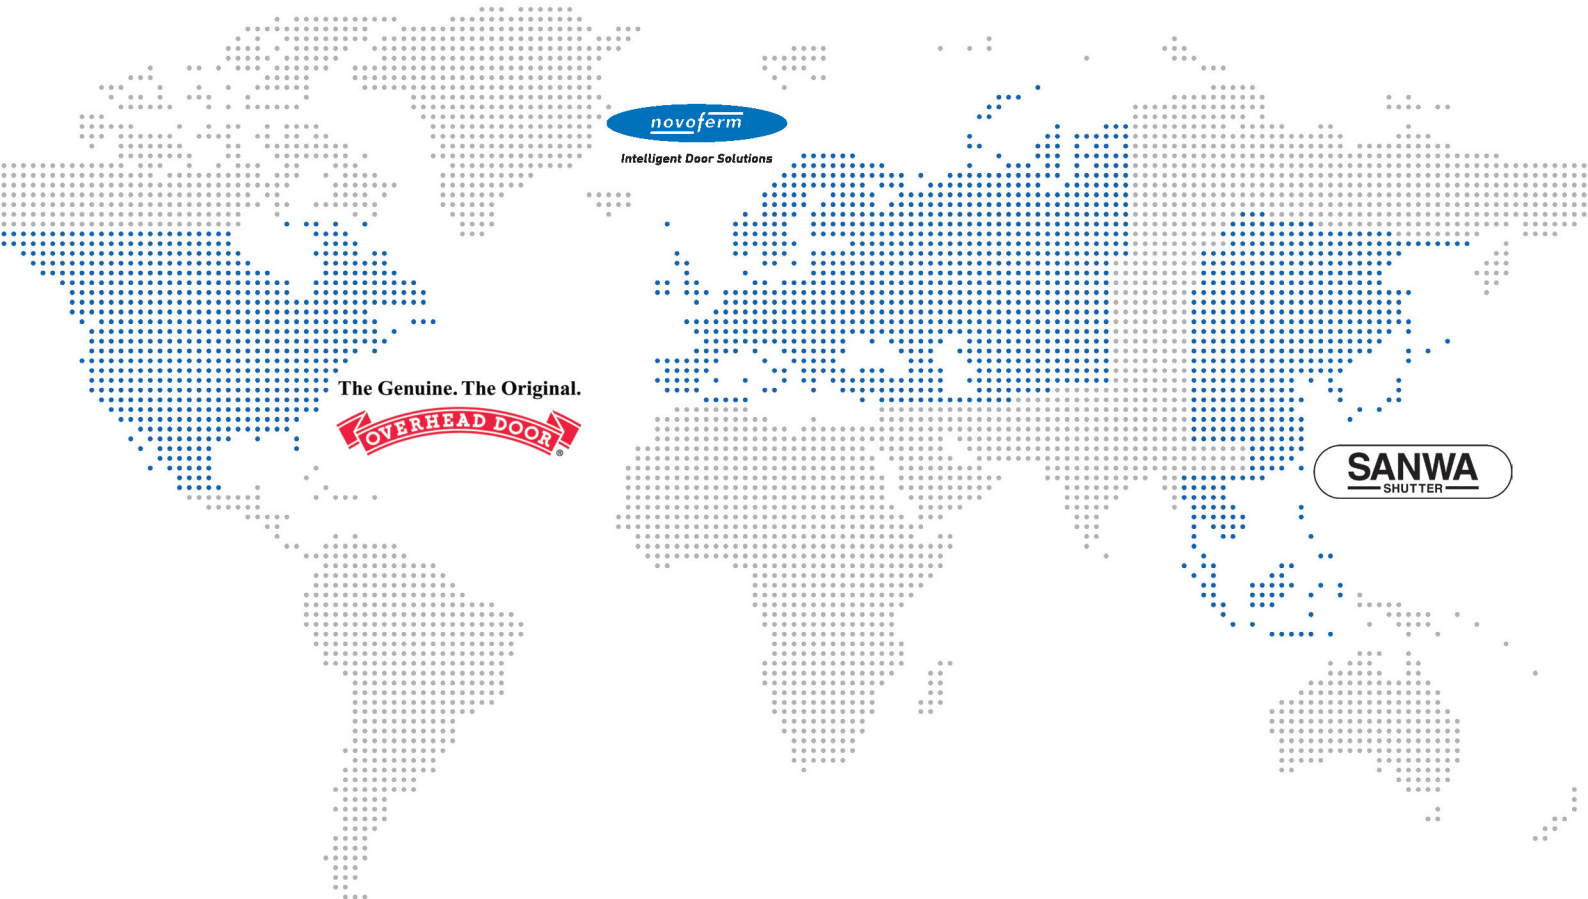 novoferm
Intelligent Door Solutions
The Genuine. The Original.
OVERHEAD DOOR®
SANWA
SHUTTER